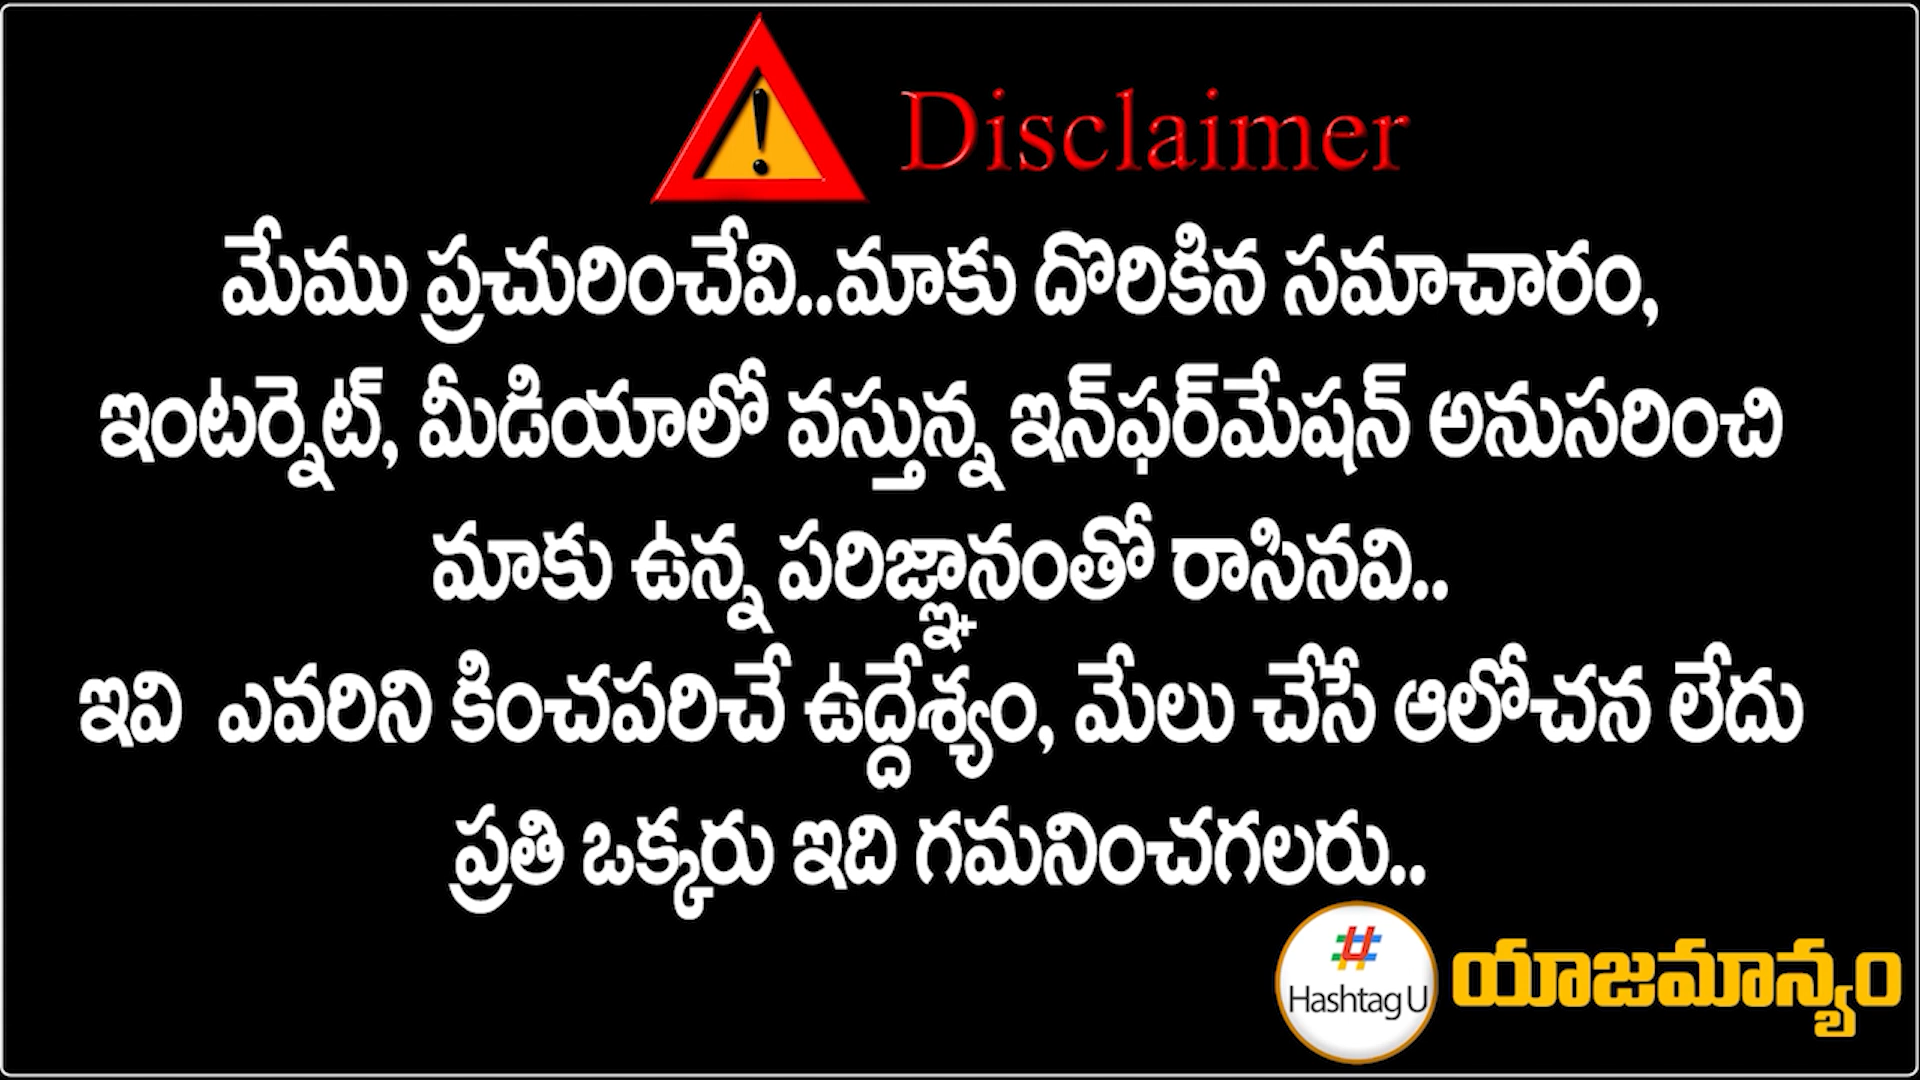 Disclaimer
మేము ప్రచురించేవి..మాకు దొరికిన సమాచారం,
ఇంటర్నెట్, మీడియాలో వస్తున్న ఇన్‌ఫర్‌మేషన్ అనుసరించి
మాకు ఉన్న పరిజ్ఞానంతో రాసినవి..
ఇవి ఎవరిని కించపరిచే ఉద్దేశ్యం, మేలు చేసే ఆలోచన లేదు
ప్రతి ఒక్కరు ఇది గమనించగలరు..
Hashtag U యాజమాన్యం